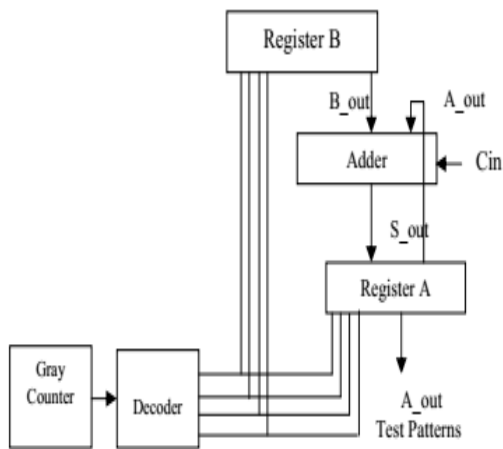 Register B
B_out
A_out
Adder
Cin
S_out
Register A
Gray
Counter
Decoder
A_out
Test Patterns